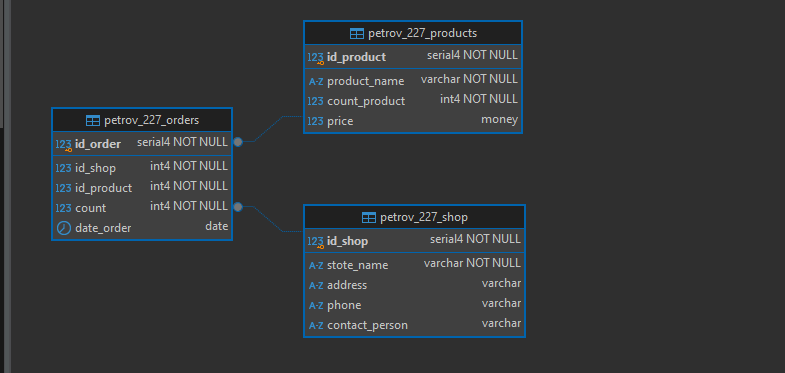 petrov_227_products
123 id_product serial4 NOT NULL
A-Z product_name varchar NOT NULL
123 count_product int4 NOT NULL
123 price money
petrov_227_orders
123 id_order serial4 NOT NULL
123 id_shop int4 NOT NULL
123 id_product int4 NOT NULL
123 count int4 NOT NULL
date_order date
petrov_227_shop
123 id_shop serial4 NOT NULL
A-Z stote_name varchar NOT NULL
A-Z address varchar
A-Z phone varchar
A-Z contact_person varchar